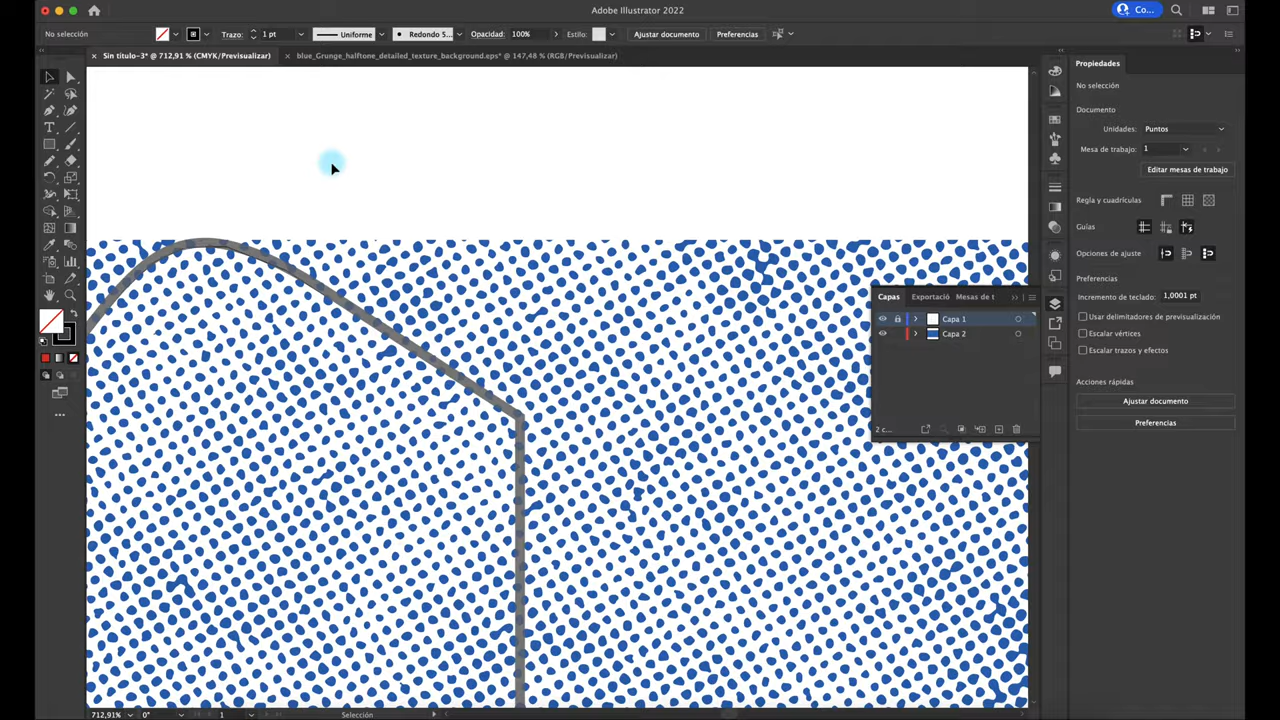 Adobe Illustrator 2022
Co...
No selección
Trazo:
1 pt
Uniforme
Redondo 5...
Opacidad:
100%
Estilo:
Ajustar documento
Preferencias
Sin título-3* @ 712,91 % (CMYK/Previsualizar)
blue_Grunge_halftone_detailed_texture_background.eps* @ 147,48 % (RGB/Previsualizar)
Propiedades
No selección
Documento
Unidades:
Puntos
Mesa de trabajo:
1
Editar mesas de trabajo
Regla y cuadrículas
Guías
Opciones de ajuste
Preferencias
Incremento de teclado:
1,0001 pt
Usar delimitadores de previsualización
Escalar vértices
Escalar trazos y efectos
Acciones rápidas
Ajustar documento
Preferencias
Capas
Exportació
Mesas de t
Capa 1
Capa 2
2 c...
712,91%
0°
1
Selección